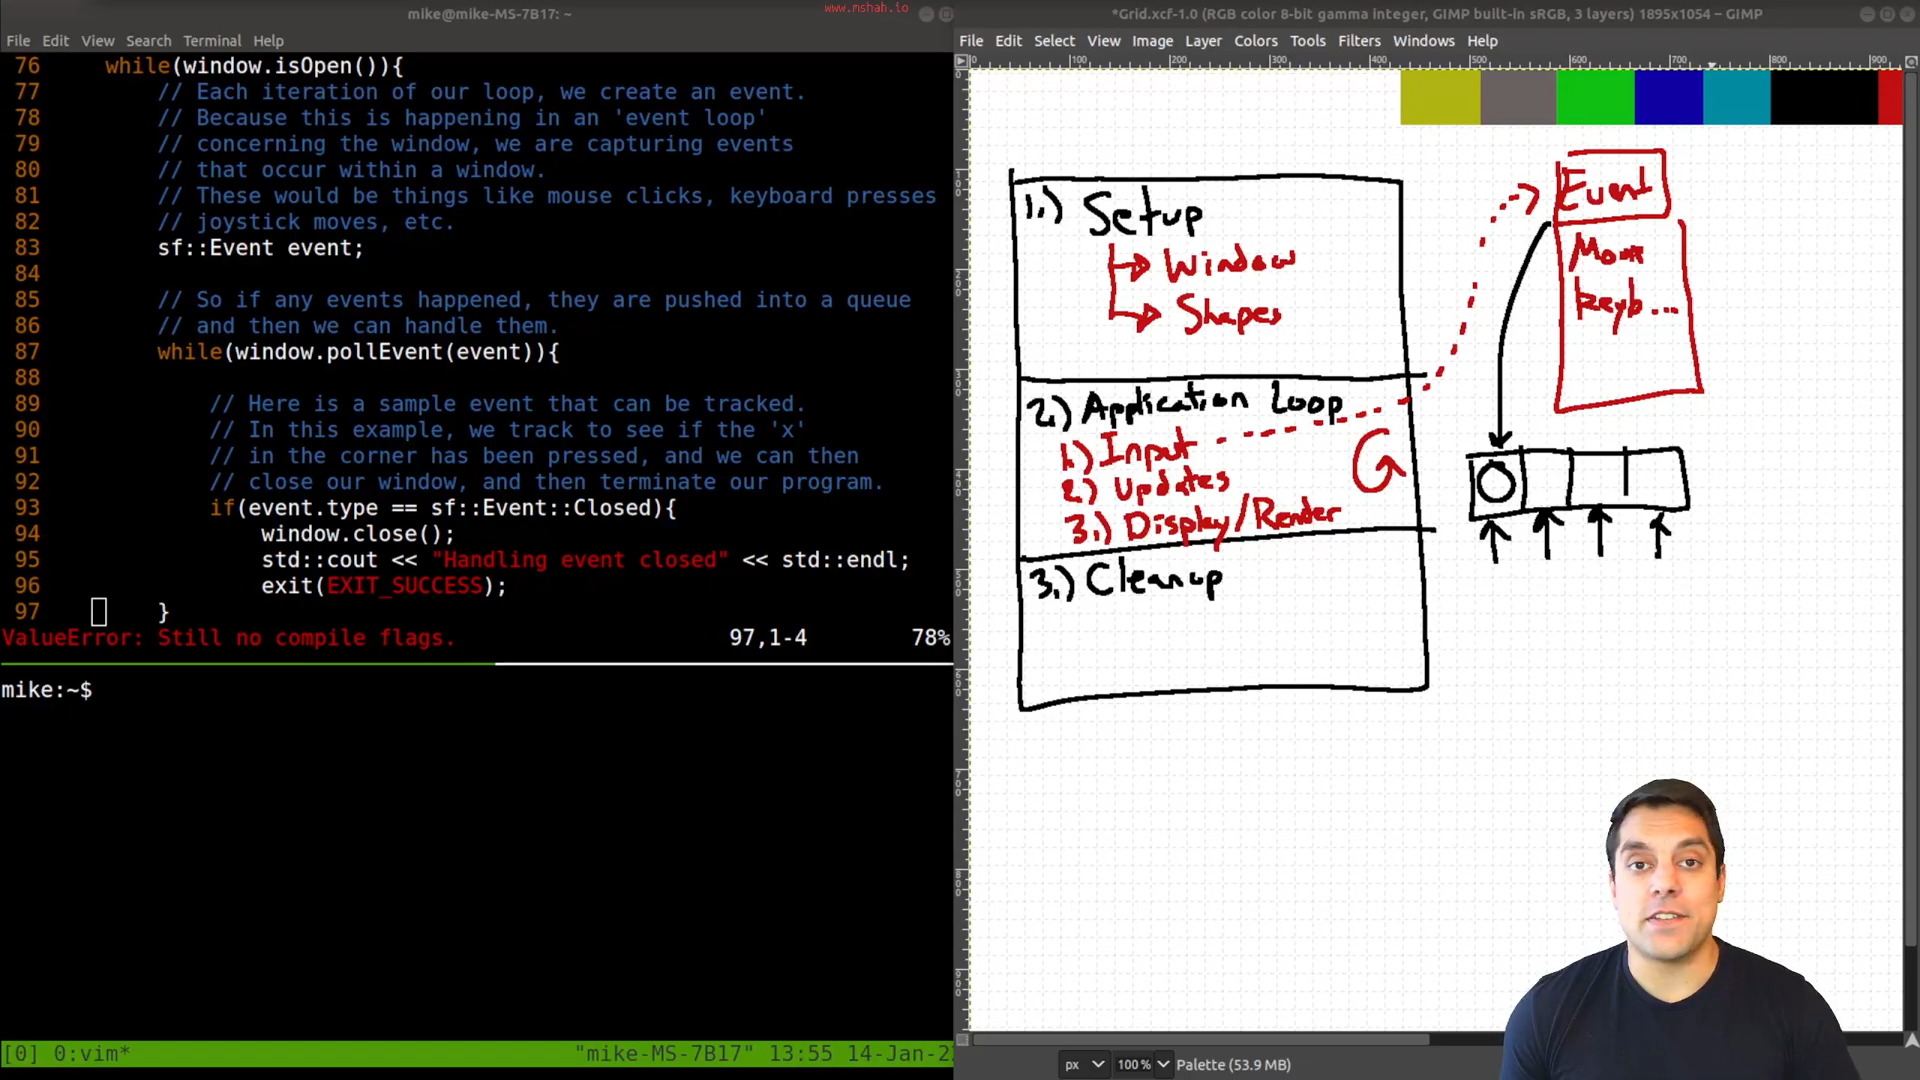 www.mshah.io
mike@mike-MS-7B17: ~
File Edit View Search Terminal Help
76 while(window.isOpen()){
77 // Each iteration of our loop, we create an event.
78 // Because this is happening in an 'event loop'
79 // concerning the window, we are capturing events
80 // that occur within a window.
81 // These would be things like mouse clicks, keyboard presses
82 // joystick moves, etc.
83 sf::Event event;
84
85 // So if any events happened, they are pushed into a queue
86 // and then we can handle them.
87 while(window.pollEvent(event)){
88
89 // Here is a sample event that can be tracked.
90 // In this example, we track to see if the 'x'
91 // in the corner has been pressed, and we can then
92 // close our window, and then terminate our program.
93 if(event.type == sf::Event::Closed){
94 window.close();
95 std::cout << "Handling event closed" << std::endl;
96 exit(EXIT_SUCCESS);
97 }
ValueError: Still no compile flags. 97,1-4 78%
mike:~$
[0] 0:vim* "mike-MS-7B17" 13:55 14-Jan-2
*Grid.xcf-1.0 (RGB color 8-bit gamma integer, GIMP built-in sRGB, 3 layers) 1895x1054 – GIMP
File Edit Select View Image Layer Colors Tools Filters Windows Help
0 100 200 300 400 500 600 700 800 900
1.) Setup
Window
Shapes
2.) Application Loop
1.) Input
2.) Updates
3.) Display/Render
3.) Cleanup
Event
Keyb...
px 100% Palette (53.9 MB)